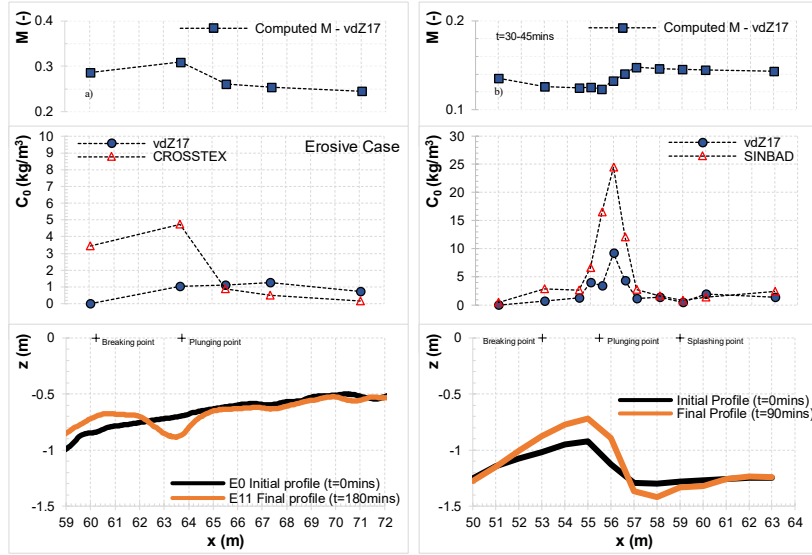 M (-)
0.4
0.3
0.2
Computed M - vdZ17
a)
C₀ (kg/m³)
10
9
8
7
6
5
4
3
2
1
0
vdZ17
CROSSTEX
Erosive Case
z (m)
0
-0.5
-1
-1.5
Breaking point
Plunging point
E0 Initial profile (t=0mins)
E11 Final profile (t=180mins)
59 60 61 62 63 64 65 66 67 68 69 70 71 72
x (m)
M (-)
0.2
0.1
t=30-45mins
Computed M - vdZ17
b)
C₀ (kg/m³)
30
25
20
15
10
5
0
vdZ17
SINBAD
z (m)
0
-0.5
-1
-1.5
Breaking point
Plunging point
Splashing point
Initial Profile (t=0mins)
Final Profile (t=90mins)
50 51 52 53 54 55 56 57 58 59 60 61 62 63 64
x (m)